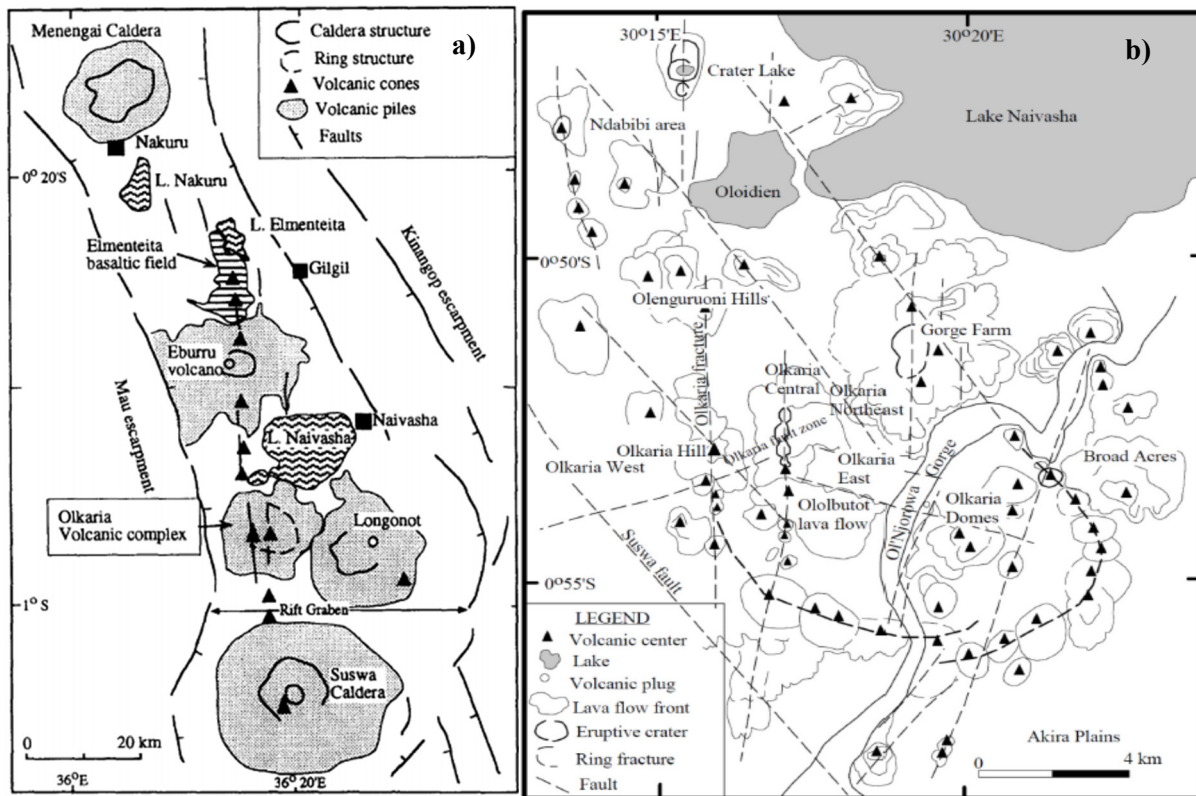 a)
Menengai Caldera
Caldera structure
Ring structure
Volcanic cones
Volcanic piles
Faults
Nakuru
0° 20'S
L. Nakuru
L. Elmenteita
Elmenteita
basaltic field
Gilgil
Kinangop escarpment
Eburru
volcano
Mau escarpment
Naivasha
L. Naivasha
Olkaria
Volcanic complex
Longonot
1° S
Rift Graben
Suswa
Caldera
0 20 km
36°E
36° 20'E
b)
30°15'E
30°20'E
Crater Lake
Lake Naivasha
Ndabibi area
Oloidien
0°50'S
Olenguruoni Hills
Gorge Farm
Olkaria fracture
Olkaria
Central
Olkaria
Northeast
Olkaria Hill
Olkaria fault zone
Olkaria West
Olkaria
East
Ol'Njorowa Gorge
Broad Acres
Ololbutot
lava flow
Olkaria
Domes
Suswa fault
0°55'S
LEGEND
Volcanic center
Lake
Volcanic plug
Lava flow front
Eruptive crater
Ring fracture
Fault
Akira Plains
0 4 km